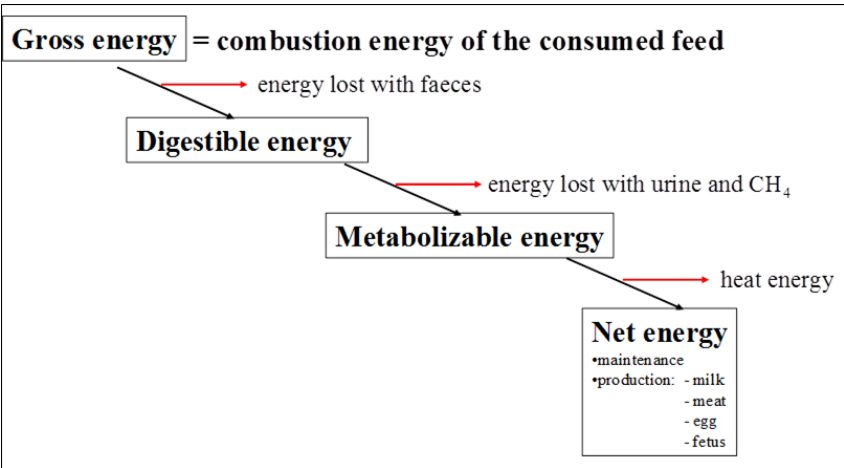 Gross energy = combustion energy of the consumed feed
energy lost with faeces
Digestible energy
energy lost with urine and CH₄
Metabolizable energy
heat energy
Net energy
•maintenance
•production: - milk
- meat
- egg
- fetus